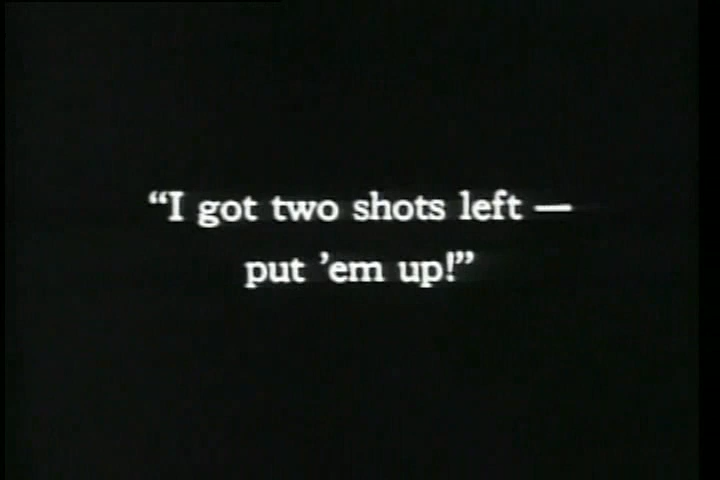 “I got two shots left —
put ’em up!”